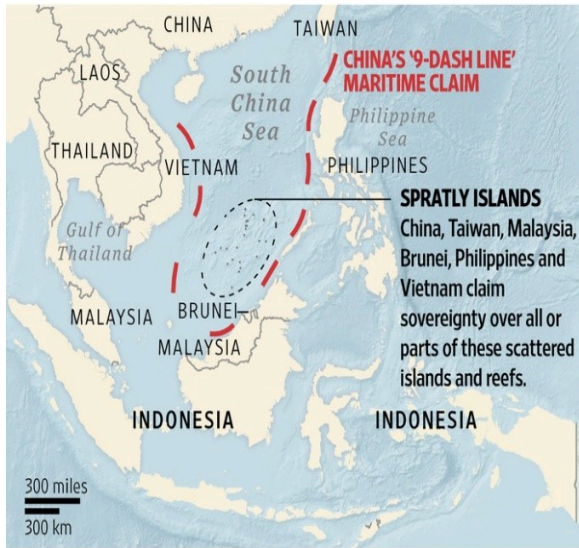 CHINA
TAIWAN
CHINA'S '9-DASH LINE'
MARITIME CLAIM
LAOS
South
China
Sea
Philippine
Sea
THAILAND
VIETNAM
PHILIPPINES
SPRATLY ISLANDS
China, Taiwan, Malaysia,
Brunei, Philippines and
Vietnam claim
sovereignty over all or
parts of these scattered
islands and reefs.
Gulf of
Thailand
MALAYSIA
BRUNEI
MALAYSIA
INDONESIA
INDONESIA
300 miles
300 km